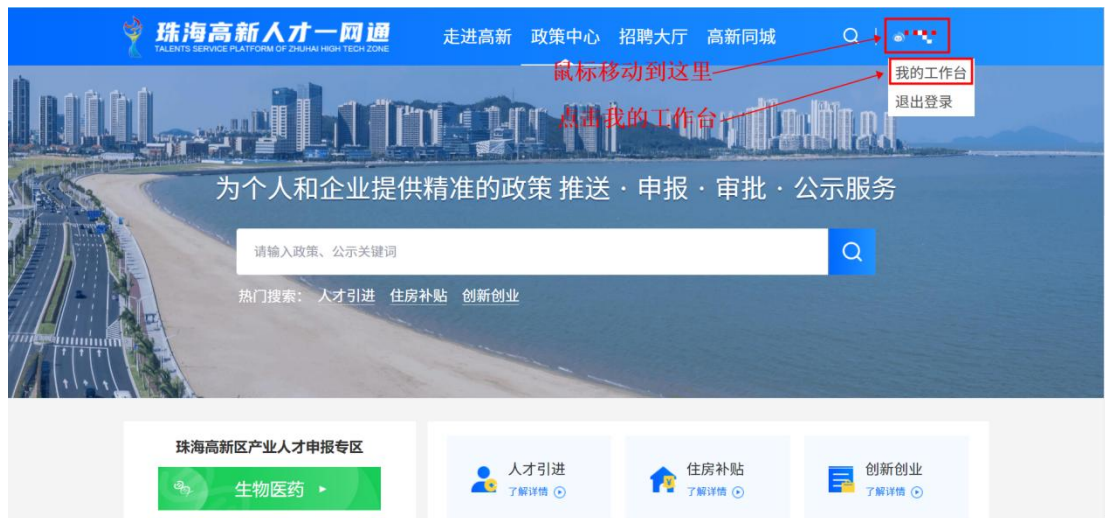 珠海高新人才一网通
TALENTS SERVICE PLATFORM OF ZHUHAI HIGH TECH ZONE
走进高新 政策中心 招聘大厅 高新同城
鼠标移动到这里
我的工作台
点击我的工作台
退出登录
为个人和企业提供精准的政策 推送 · 申报 · 审批 · 公示服务
请输入政策、公示关键词
热门搜索： 人才引进 住房补贴 创新创业
珠海高新区产业人才申报专区
生物医药
人才引进
了解详情
住房补贴
了解详情
创新创业
了解详情